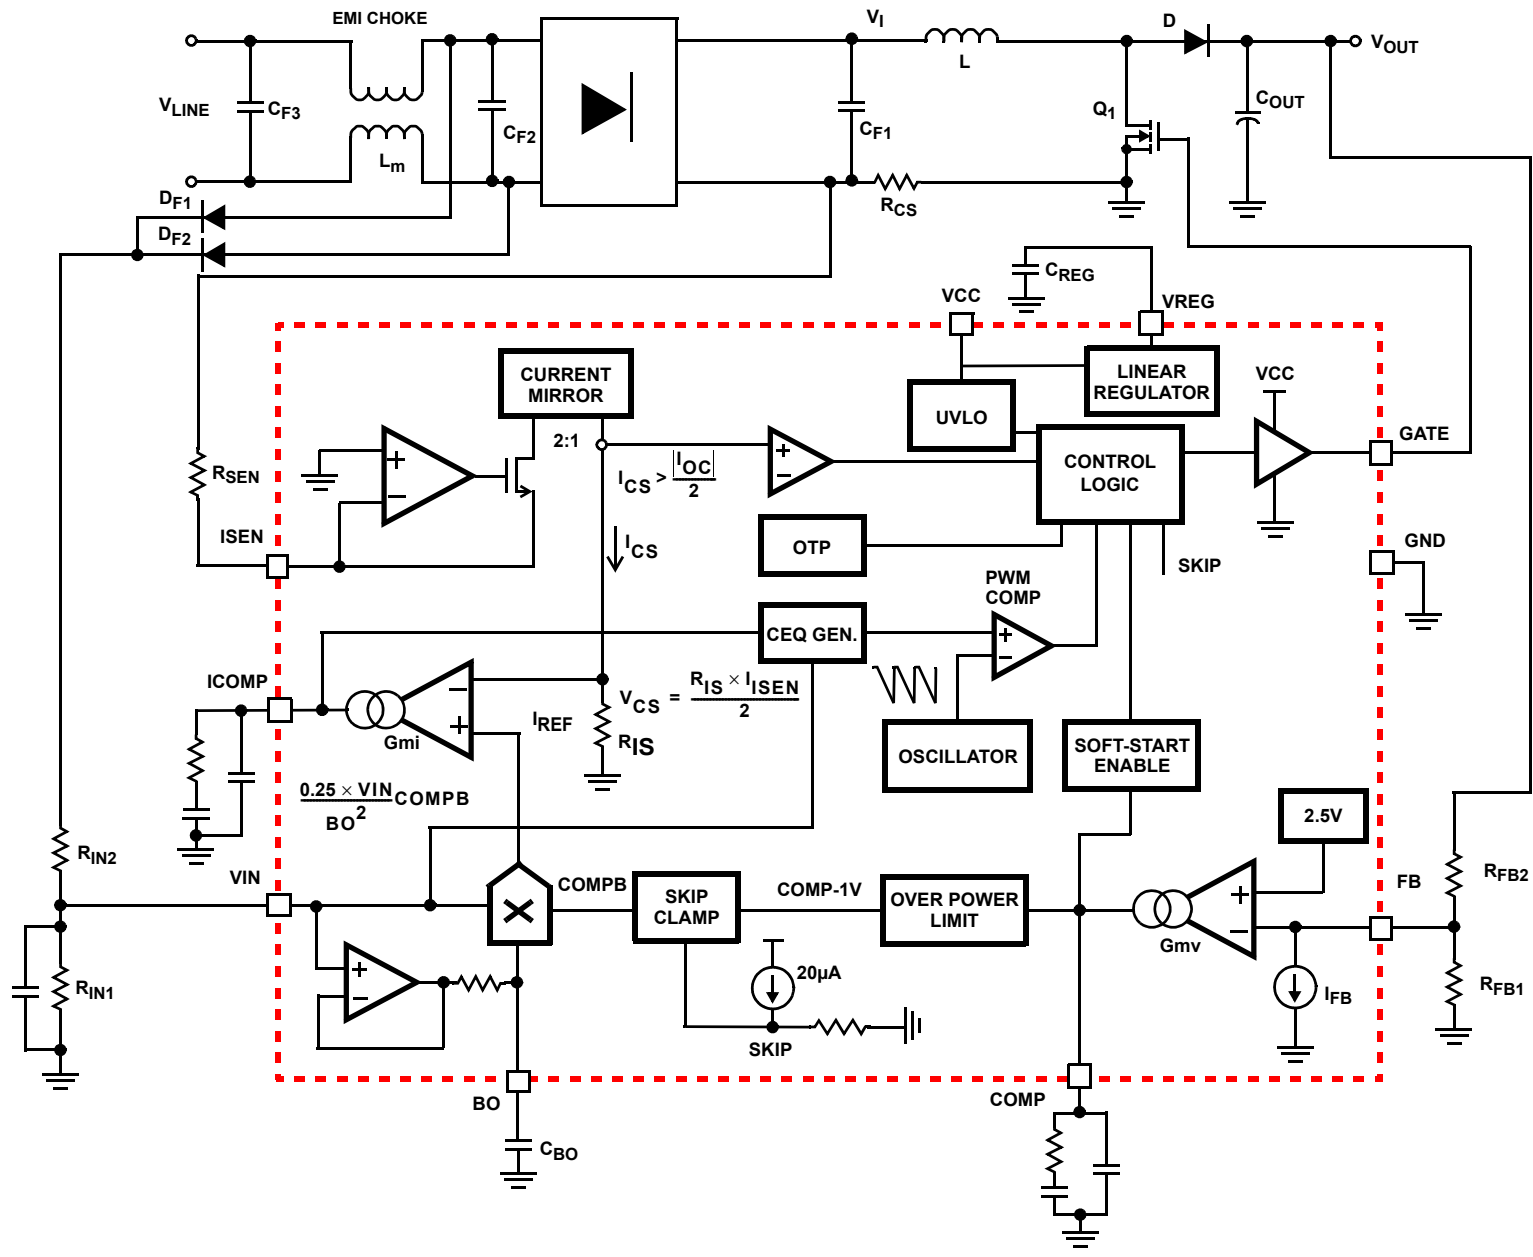 EMI CHOKE
VI
D
VOUT
L
VLINE
CF3
CF2
CF1
Q1
COUT
Lm
RCS
DF1
DF2
CREG
VCC
VREG
CURRENT
MIRROR
LINEAR
REGULATOR
VCC
UVLO
2:1
GATE
RSEN
+
−
ICS > |IOC|
2
+
−
CONTROL
LOGIC
ISEN
ICS
OTP
GND
SKIP
PWM
COMP
CEQ GEN.
+
−
ICOMP
−
+
Gmi
IREF
VCS = RIS × IISEN
2
RIS
OSCILLATOR
SOFT-START
ENABLE
0.25 × VIN COMPB
BO2
2.5V
RIN2
VIN
COMPB
SKIP
CLAMP
COMP-1V
OVER POWER
LIMIT
+
−
Gmv
FB
RFB2
RIN1
+
−
20µA
IFB
RFB1
SKIP
BO
COMP
CBO